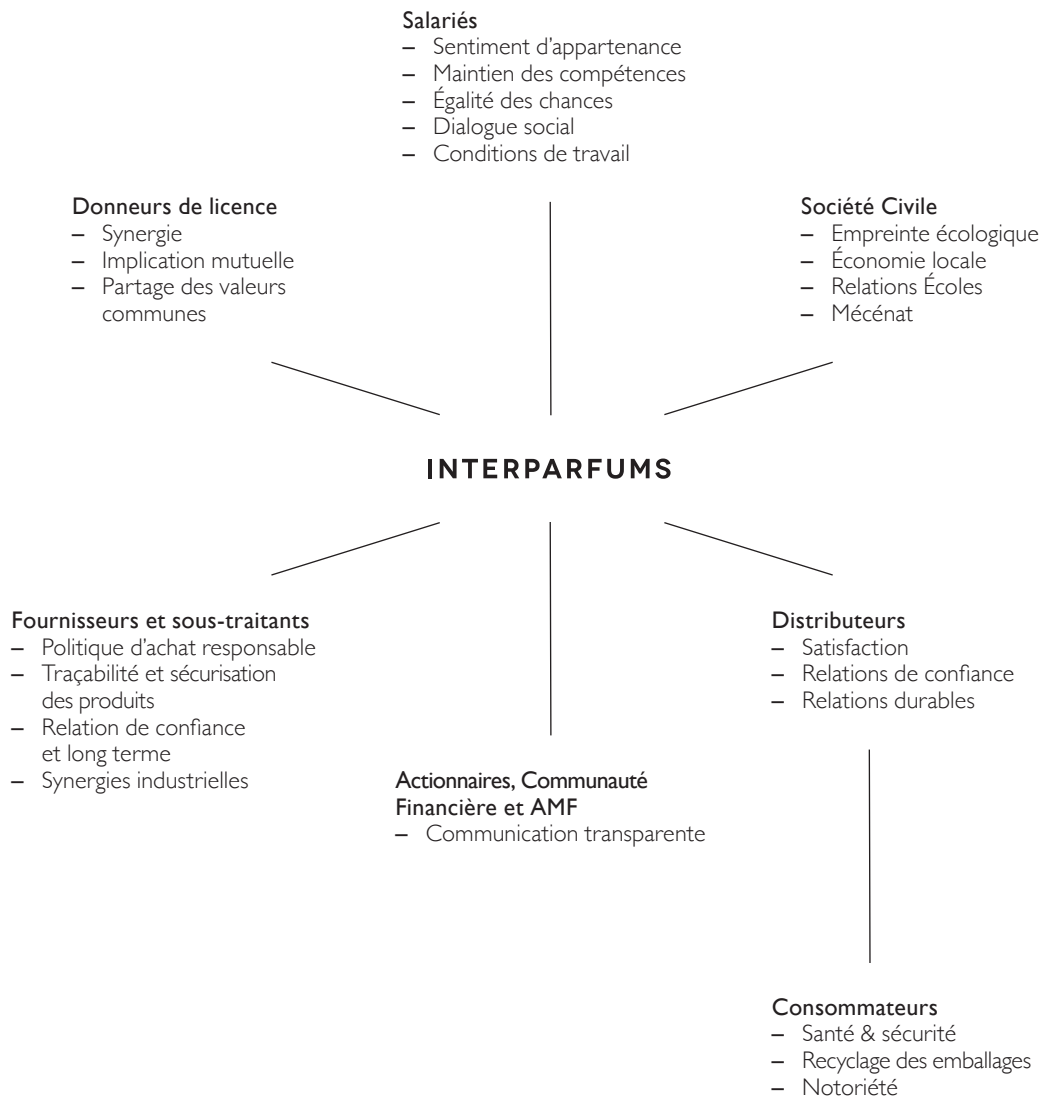 Salariés
– Sentiment d’appartenance
– Maintien des compétences
– Égalité des chances
– Dialogue social
– Conditions de travail
Donneurs de licence
– Synergie
– Implication mutuelle
– Partage des valeurs
communes
Société Civile
– Empreinte écologique
– Économie locale
– Relations Écoles
– Mécénat
INTERPARFUMS
Fournisseurs et sous-traitants
– Politique d’achat responsable
– Traçabilité et sécurisation
des produits
– Relation de confiance
et long terme
– Synergies industrielles
Actionnaires, Communauté
Financière et AMF
– Communication transparente
Distributeurs
– Satisfaction
– Relations de confiance
– Relations durables
Consommateurs
– Santé & sécurité
– Recyclage des emballages
– Notoriété